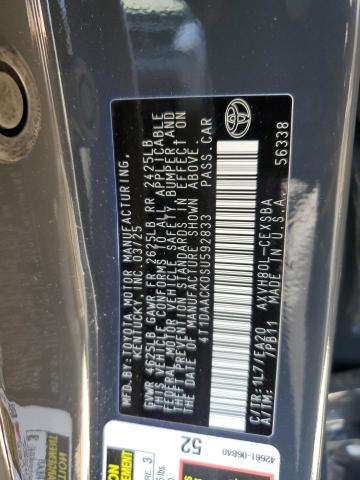 MFD.BY: TOYOTA MOTOR MANUFACTURING,
KENTUCKY, INC. 03/25
GVWR 4625LB GAWR FR 2625LB RR 2425LB
THIS VEHICLE CONFORMS TO ALL APPLICABLE
FEDERAL MOTOR VEHICLE SAFETY, BUMPER, AND
THEFT PREVENTION STANDARDS IN EFFECT ON
THE DATE OF MANUFACTURE SHOWN ABOVE.
4T1DAACK0SU592833 PASS.CAR
56338
C/TR: 1L7/EA20 AXVH80L-CEXSBA
A/TM: /PB11 MADE IN U.S.A.
42661-06840
52